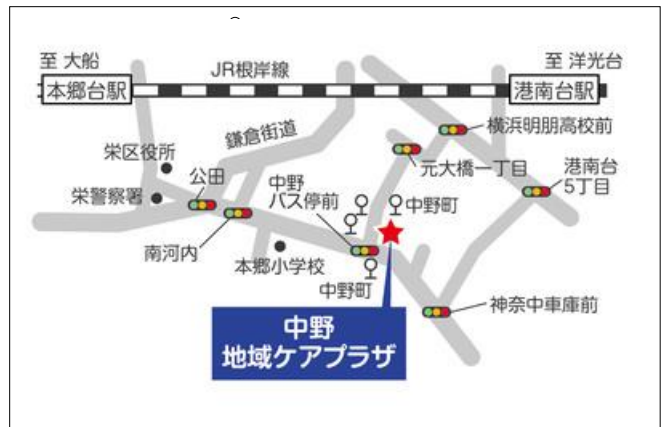 至 大船
至 洋光台
JR根岸線
本郷台駅
港南台駅
鎌倉街道
横浜明朋高校前
栄区役所
元大橋一丁目
港南台
5丁目
公田
中野
バス停前
栄警察署
中野町
南河内
本郷小学校
中野町
神奈中車庫前
中野
地域ケアプラザ